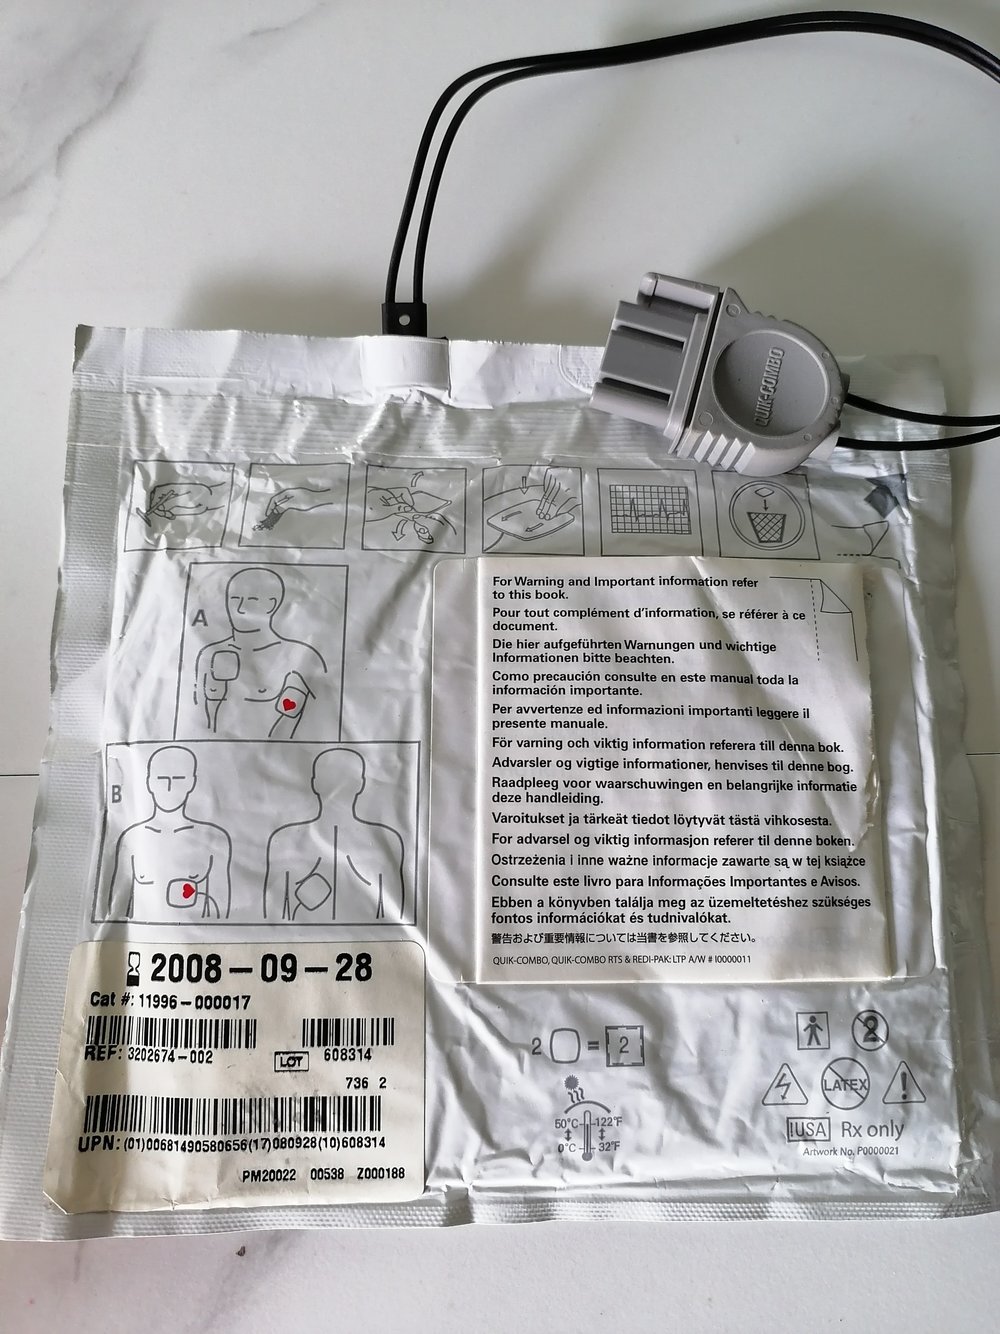 QUIK-COMBO
A
B
For Warning and Important information refer
to this book.
Pour tout complément d'information, se référer à ce
document.
Die hier aufgeführten Warnungen und wichtige
Informationen bitte beachten.
Como precaución consulte en este manual toda la
información importante.
Per avvertenze ed informazioni importanti leggere il
presente manuale.
För varning och viktig information referera till denna bok.
Advarsler og vigtige informationer, henvises til denne bog.
Raadpleeg voor waarschuwingen en belangrijke informatie
deze handleiding.
Varoitukset ja tärkeät tiedot löytyvät tästä vihkosesta.
For advarsel og viktig informasjon referer til denne boken.
Ostrzeżenia i inne ważne informacje zawarte są w tej książce
Consulte este livro para Informações Importantes e Avisos.
Ebben a könyvben találja meg az üzemeltetéshez szükséges
fontos információkat és tudnivalókat.
警告および重要情報については当書を参照してください。
QUIK-COMBO, QUIK-COMBO RTS & REDI-PAK: LTP A/W # I0000011
2008-09-28
Cat #: 11996-000017
REF: 3202674-002
LOT 608314
736 2
UPN: (01)00681490580656(17)080928(10)608314
PM20022 00538 Z000188
2 = 2
50°C 122°F
0°C 32°F
2
LATEX
!USA Rx only
Artwork No. P0000021